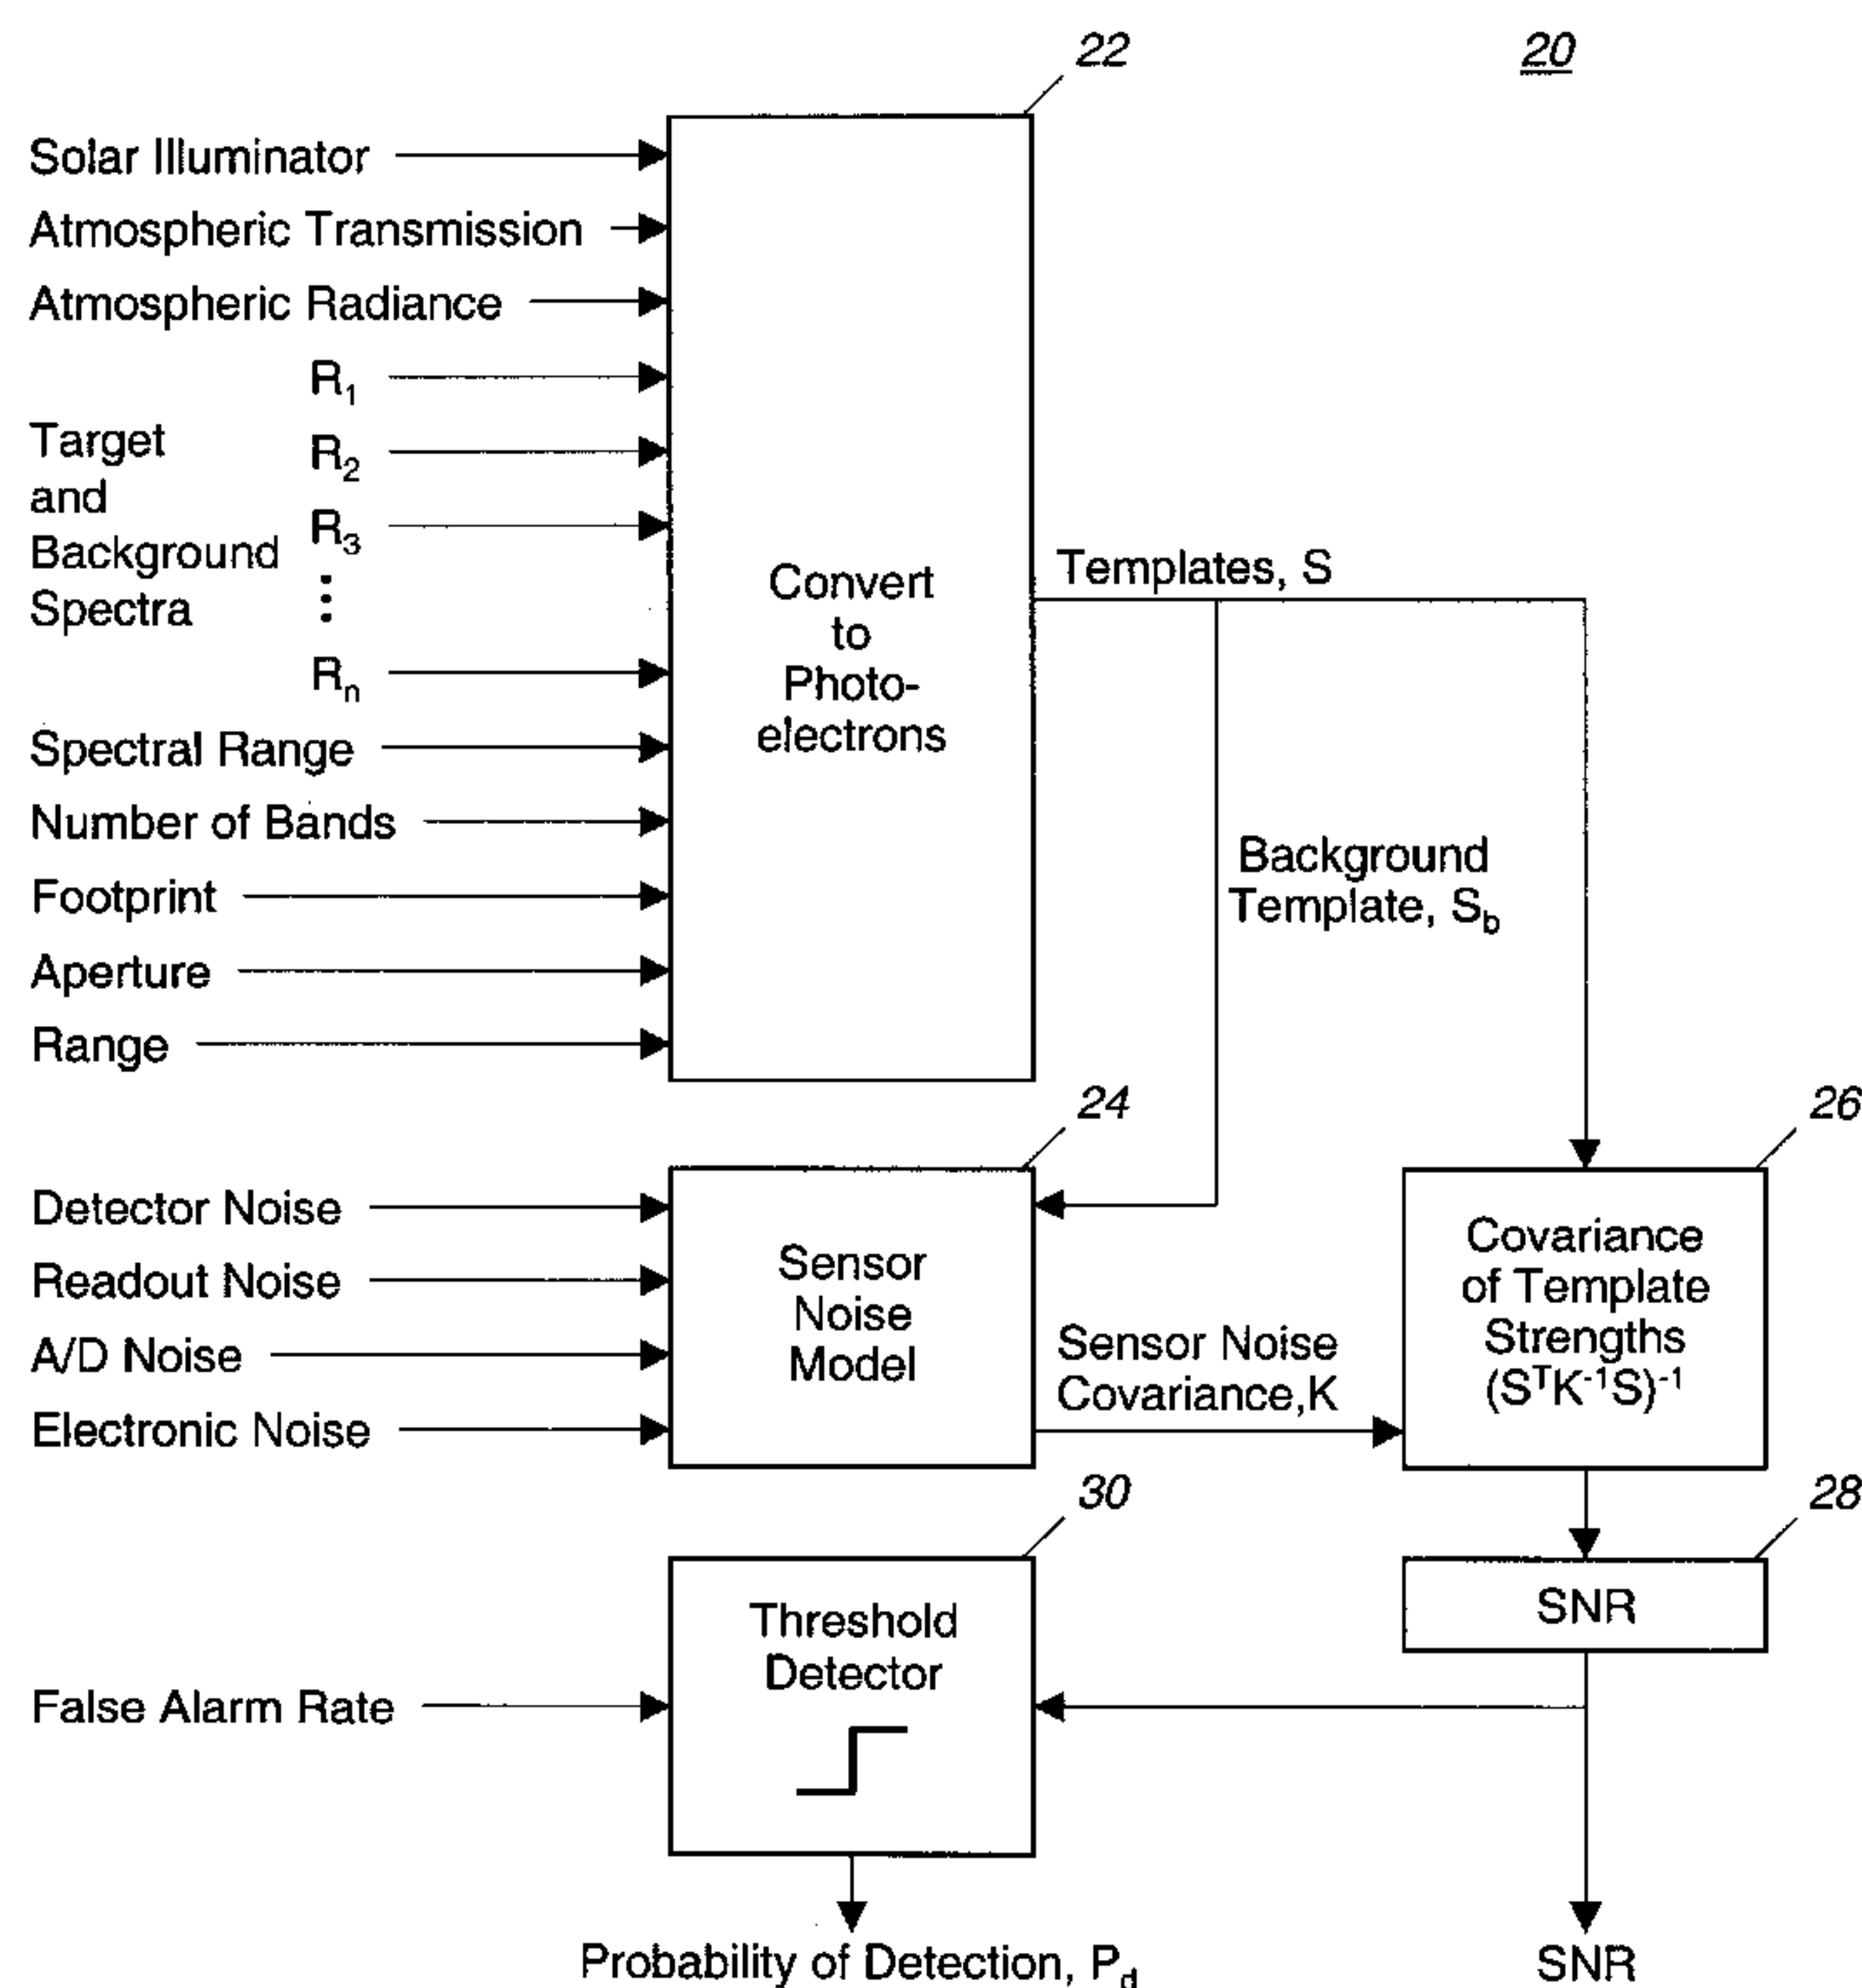 22
20
Solar Illuminator
Atmospheric Transmission
Atmospheric Radiance
R₁
R₂
R₃
Rₙ
Target
and
Background
Spectra
Spectral Range
Number of Bands
Footprint
Aperture
Range
Convert
to
Photo-
electrons
Templates, S
Background
Template, S_b
24
26
Detector Noise
Readout Noise
A/D Noise
Electronic Noise
Sensor
Noise
Model
Sensor Noise
Covariance,K
Covariance
of Template
Strengths
(SᵀK⁻¹S)⁻¹
30
28
Threshold
Detector
SNR
False Alarm Rate
Probability of Detection, P_d
SNR